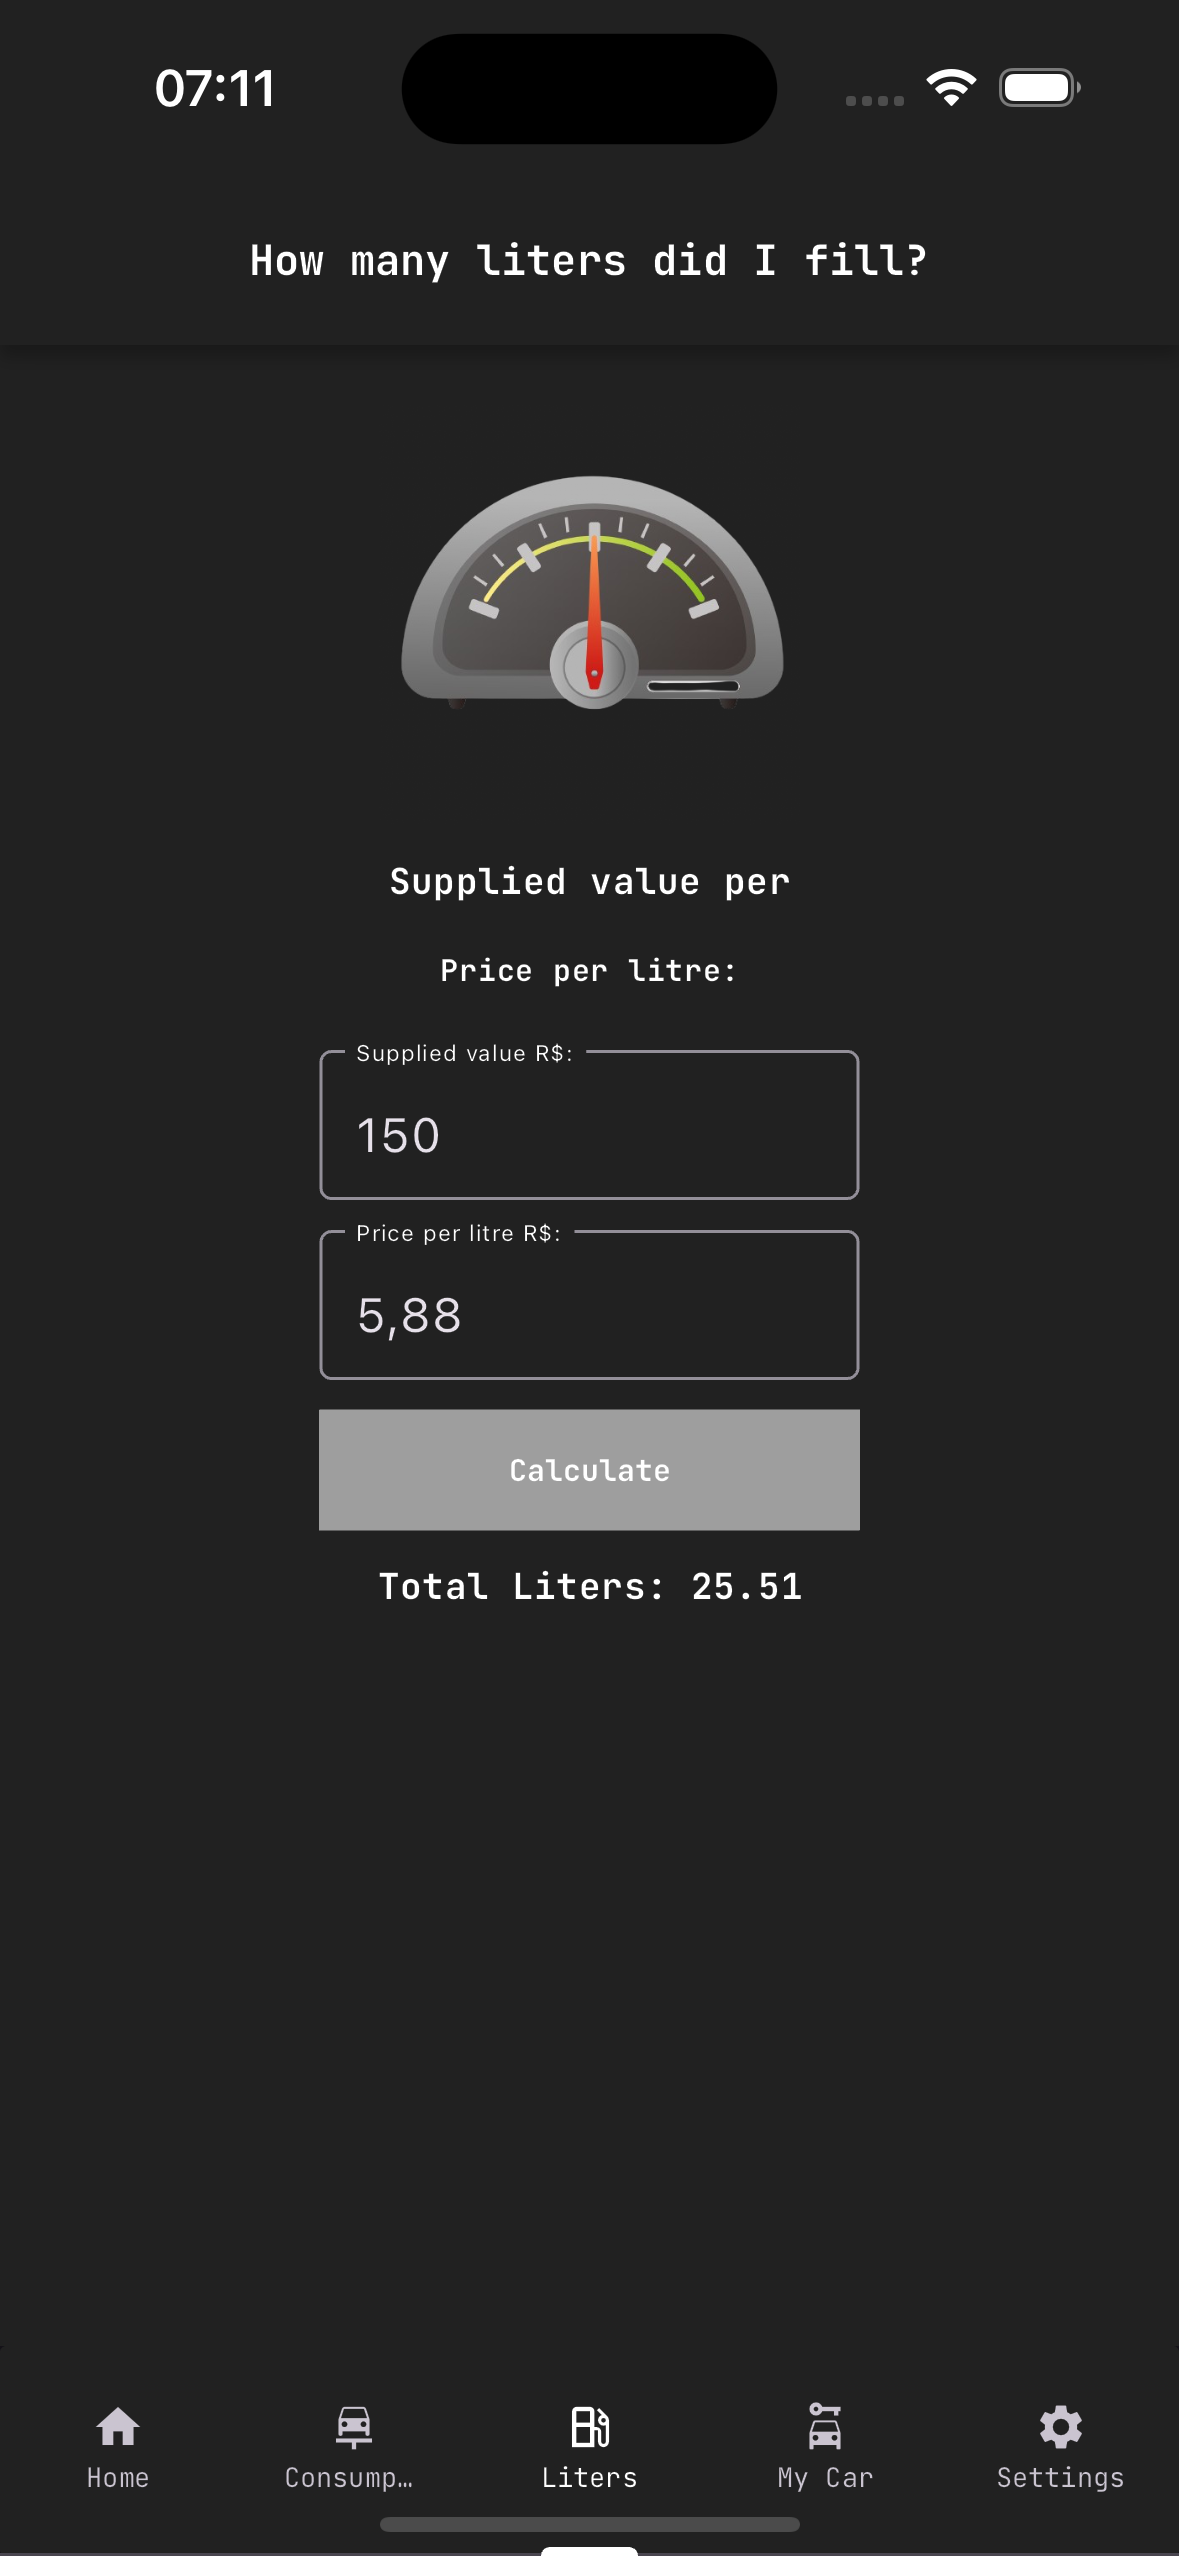 07:11
How many liters did I fill?
Supplied value per
Price per litre:
Supplied value R$:
150
Price per litre R$:
5,88
Calculate
Total Liters: 25.51
Home
Consump…
Liters
My Car
Settings